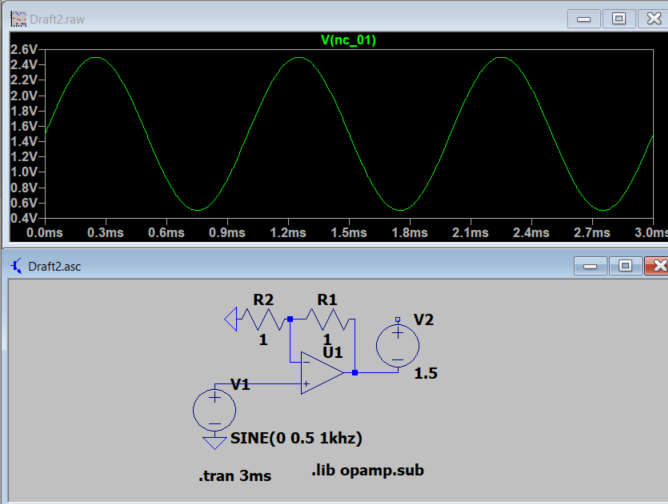 Draft2.raw
V(nc_01)
2.6V
2.4V
2.2V
2.0V
1.8V
1.6V
1.4V
1.2V
1.0V
0.8V
0.6V
0.4V
0.0ms 0.3ms 0.6ms 0.9ms 1.2ms 1.5ms 1.8ms 2.1ms 2.4ms 2.7ms 3.0ms
Draft2.asc
R2 R1
V2
1 1
U1
1.5
V1
SINE(0 0.5 1khz)
.tran 3ms .lib opamp.sub